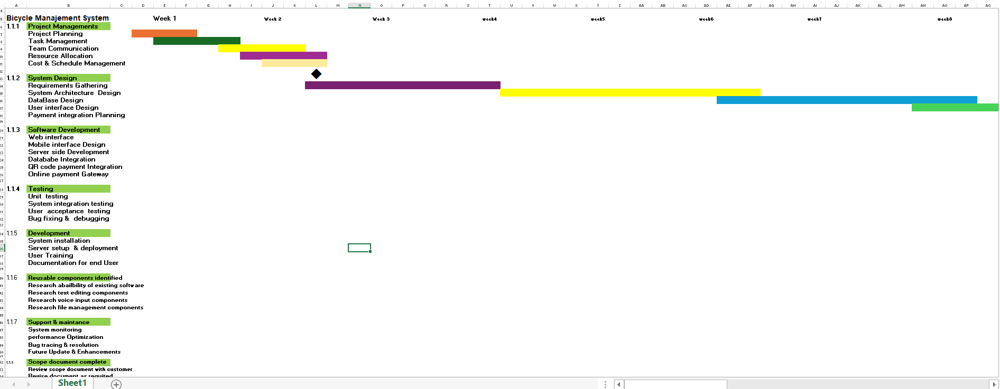 A B C D E F G H I J K L M N O P Q R S T U V W X Y Z AA AB AC AD AE AF AG AH AI AJ AK AL AM AN AO AP AQ
Bicycle Manajement System Week 1 Week 2 Week 3 week4 week5 week6 week7 week8
1.1.1 Project Managements
Project Planning
Task Management
Team Communication
Resource Allocation
Cost & Schedule Management
1.1.2 System Design
Requirements Gathering
System Architecture Design
DataBase Design
User interface Design
Payment integration Planning
1.1.3 Software Development
Web interface
Mobile interface Design
Server side Development
Datababe Integration
QR code payment Integration
Online payment Gateway
1.1.4 Testing
Unit testing
System integration testing
User acceptance testing
Bug fixing & debugging
1.1.5 Development
System installation
Server setup & deployment
User Training
Documentation for end User
1.1.6 Reusable components identified
Research abailbility of existing software
Research text editing components
Research voice input components
Research file management components
1.1.7 Support & maintance
System monitoring
performance Optimization
Bug tracing & resolution
Future Update & Enhancements
1.1.8 Scope document complete
Review scope document with customer
Revise document as required
Sheet1